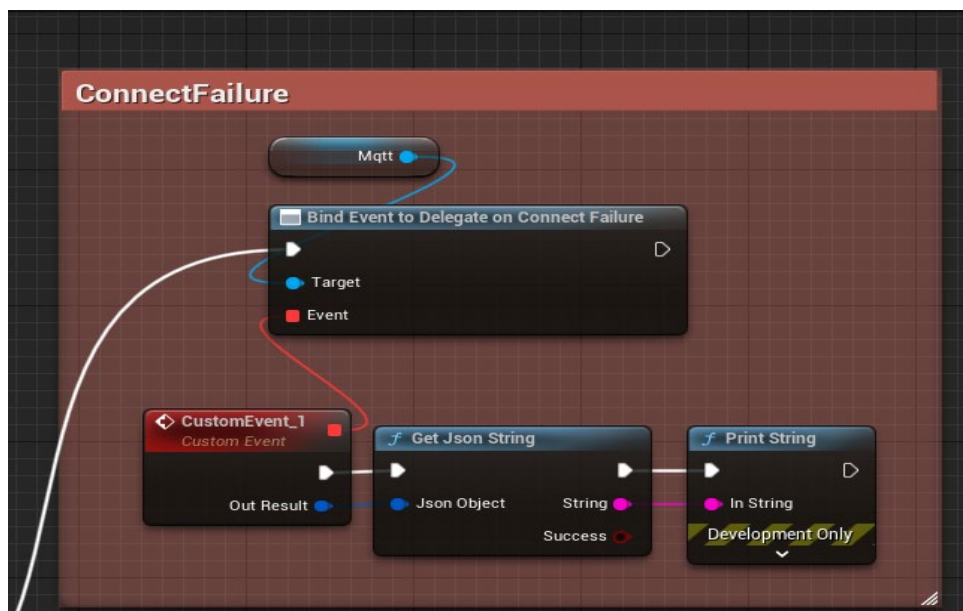 ConnectFailure
Mqtt
Bind Event to Delegate on Connect Failure
Target
Event
CustomEvent_1
Custom Event
Out Result
f Get Json String
Json Object
String
Success
f Print String
In String
Development Only